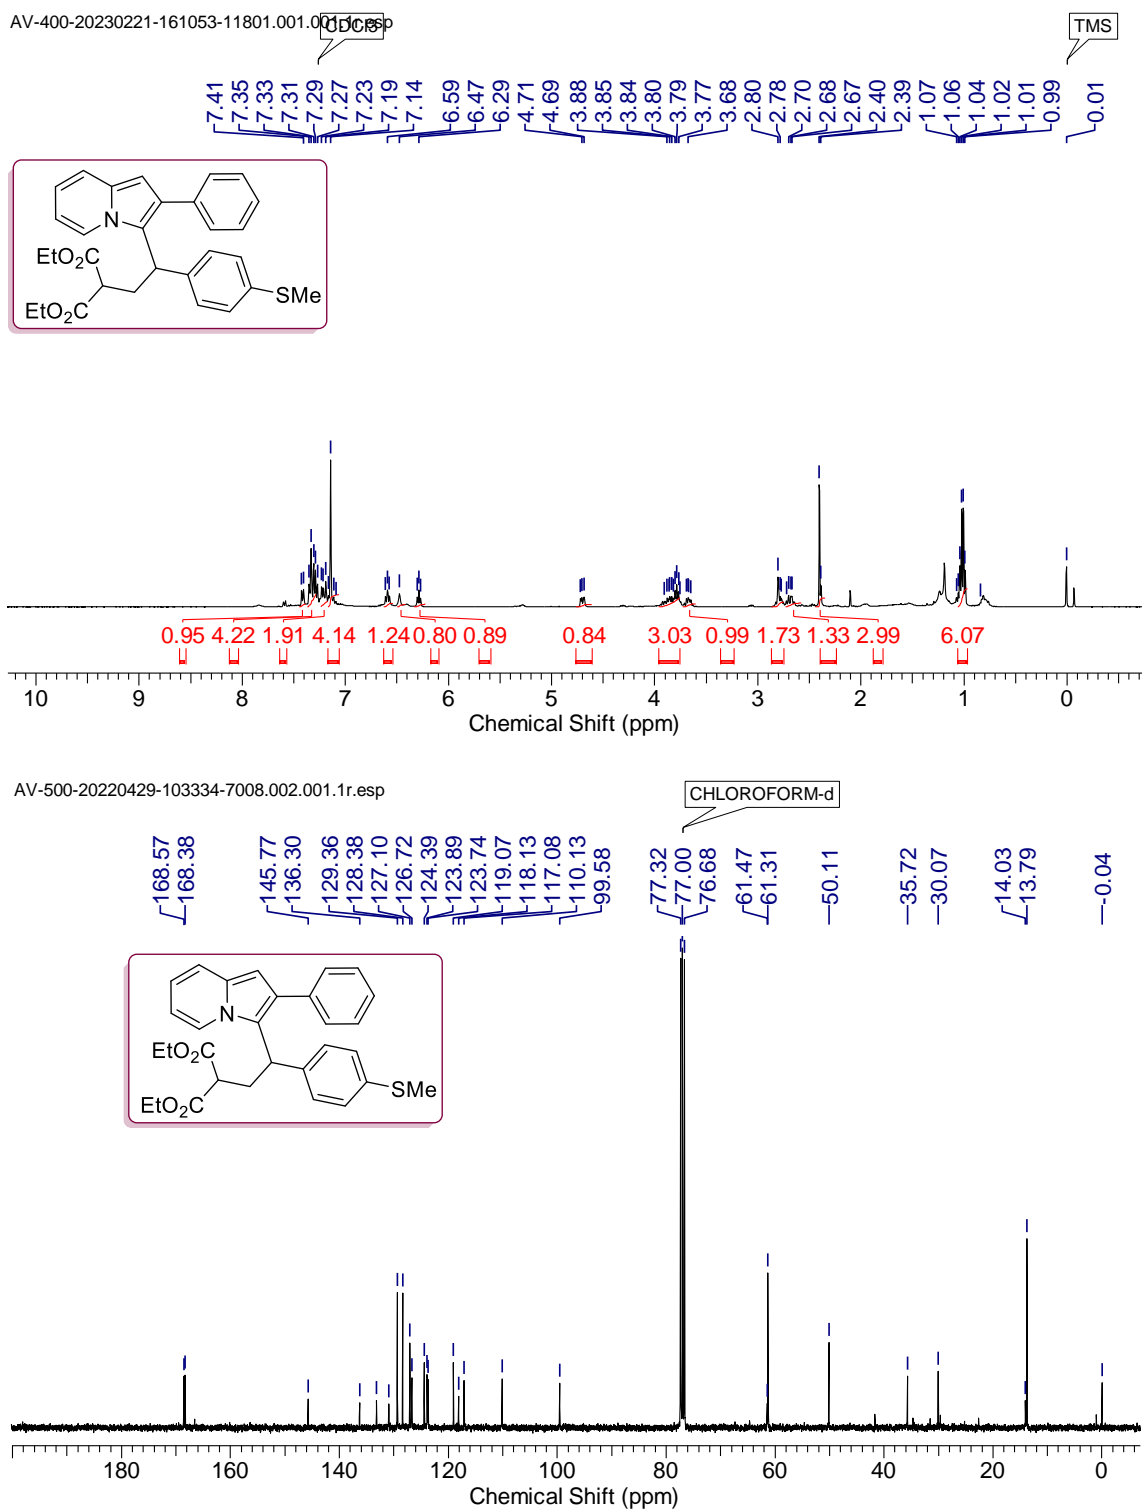 AV-400-20230221-161053-11801.001.001.1r.esp
CDCl3
TMS
7.41 7.35 7.33 7.31 7.29 7.27 7.23 7.19 7.14 6.59 6.47 6.29 4.71 4.69 3.88 3.85 3.84 3.80 3.79 3.77 3.68 2.80 2.78 2.70 2.68 2.67 2.40 2.39 1.07 1.06 1.04 1.02 1.01 0.99 0.01
N
EtO2C
SMe
EtO2C
0.95 4.22 1.91 4.14 1.24 0.80 0.89 0.84 3.03 0.99 1.73 1.33 2.99 6.07
10 9 8 7 6 5 4 3 2 1 0
Chemical Shift (ppm)
AV-500-20220429-103334-7008.002.001.1r.esp
CHLOROFORM-d
168.57 168.38 145.77 136.30 129.36 128.38 127.10 126.72 124.39 123.89 123.74 119.07 118.13 117.08 110.13 99.58 77.32 77.00 76.68 61.47 61.31 50.11 35.72 30.07 14.03 13.79 -0.04
N
EtO2C
SMe
EtO2C
180 160 140 120 100 80 60 40 20 0
Chemical Shift (ppm)